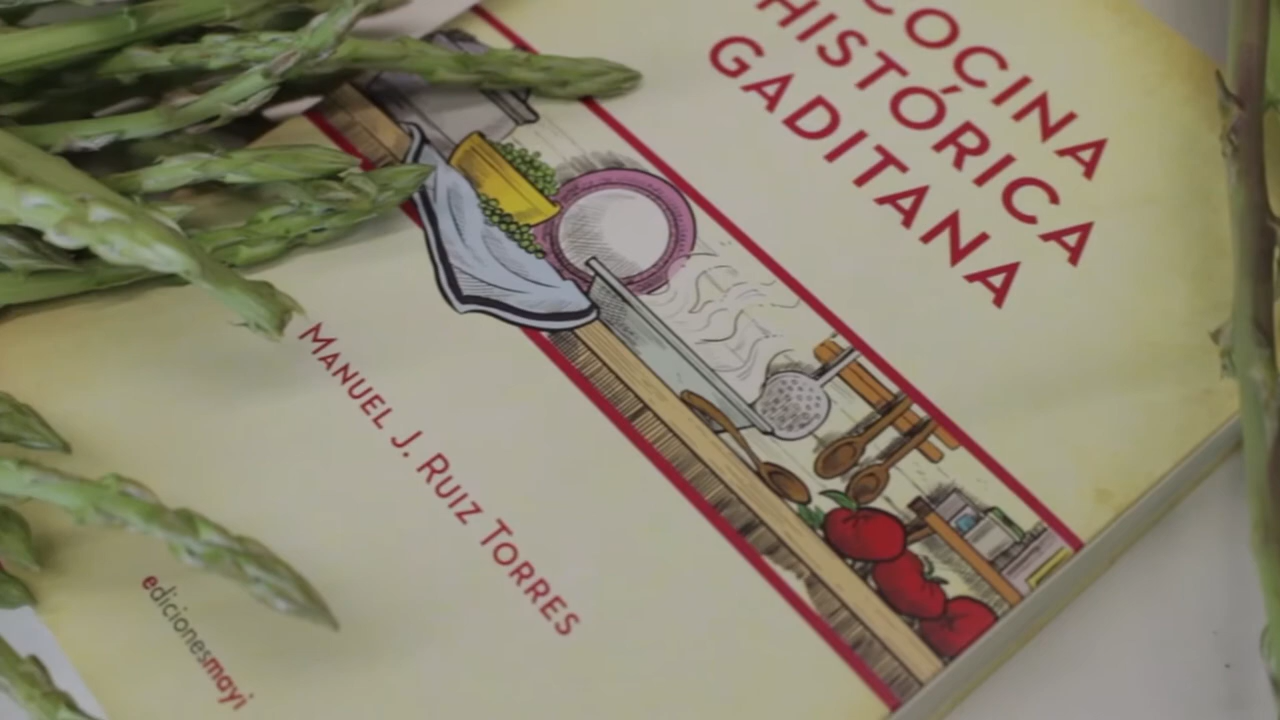 COCINA
HISTÓRICA
GADITANA
MANUEL J. RUIZ TORRES
edicionesmayi